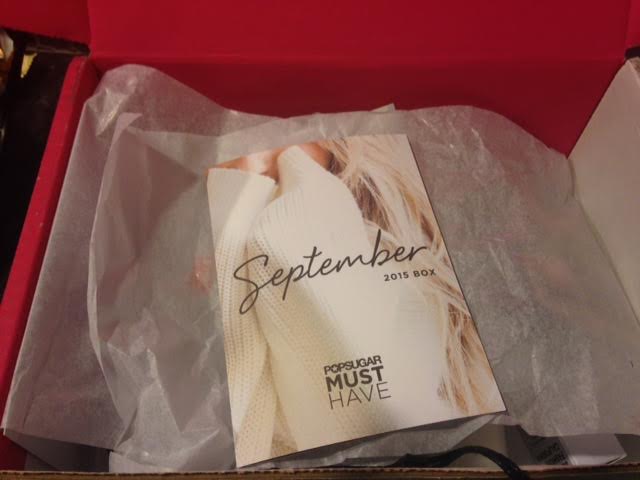 September
2015 BOX
POPSUGAR
MUST
HAVE